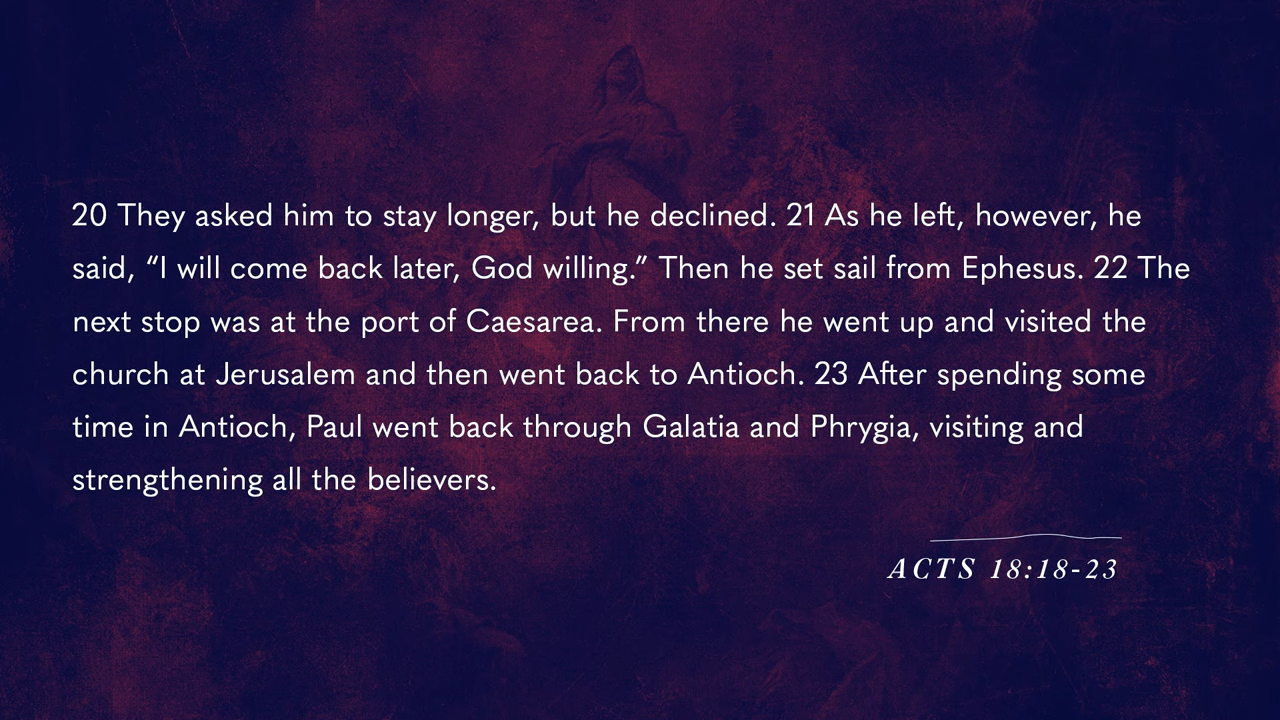 20 They asked him to stay longer, but he declined. 21 As he left, however, he
said, “I will come back later, God willing.” Then he set sail from Ephesus. 22 The
next stop was at the port of Caesarea. From there he went up and visited the
church at Jerusalem and then went back to Antioch. 23 After spending some
time in Antioch, Paul went back through Galatia and Phrygia, visiting and
strengthening all the believers.
ACTS 18:18-23